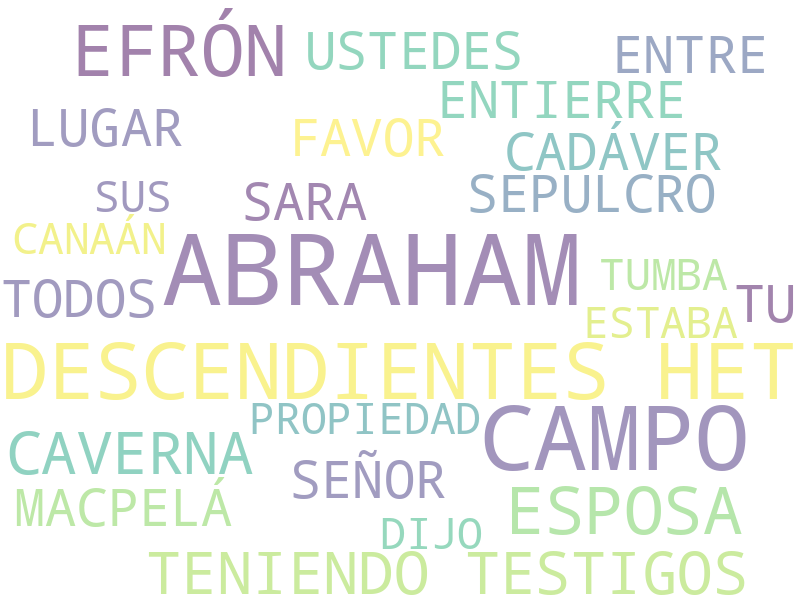 EFRÓN
USTEDES
ENTRE
ENTIERRE
LUGAR
FAVOR
CADÁVER
SUS
SARA
SEPULCRO
CANAÁN
ABRAHAM
TODOS
TUMBA
TU
ESTABA
DESCENDIENTES HET
PROPIEDAD
CAMPO
CAVERNA
SEÑOR
MACPELÁ
ESPOSA
DIJO
TENIENDO TESTIGOS